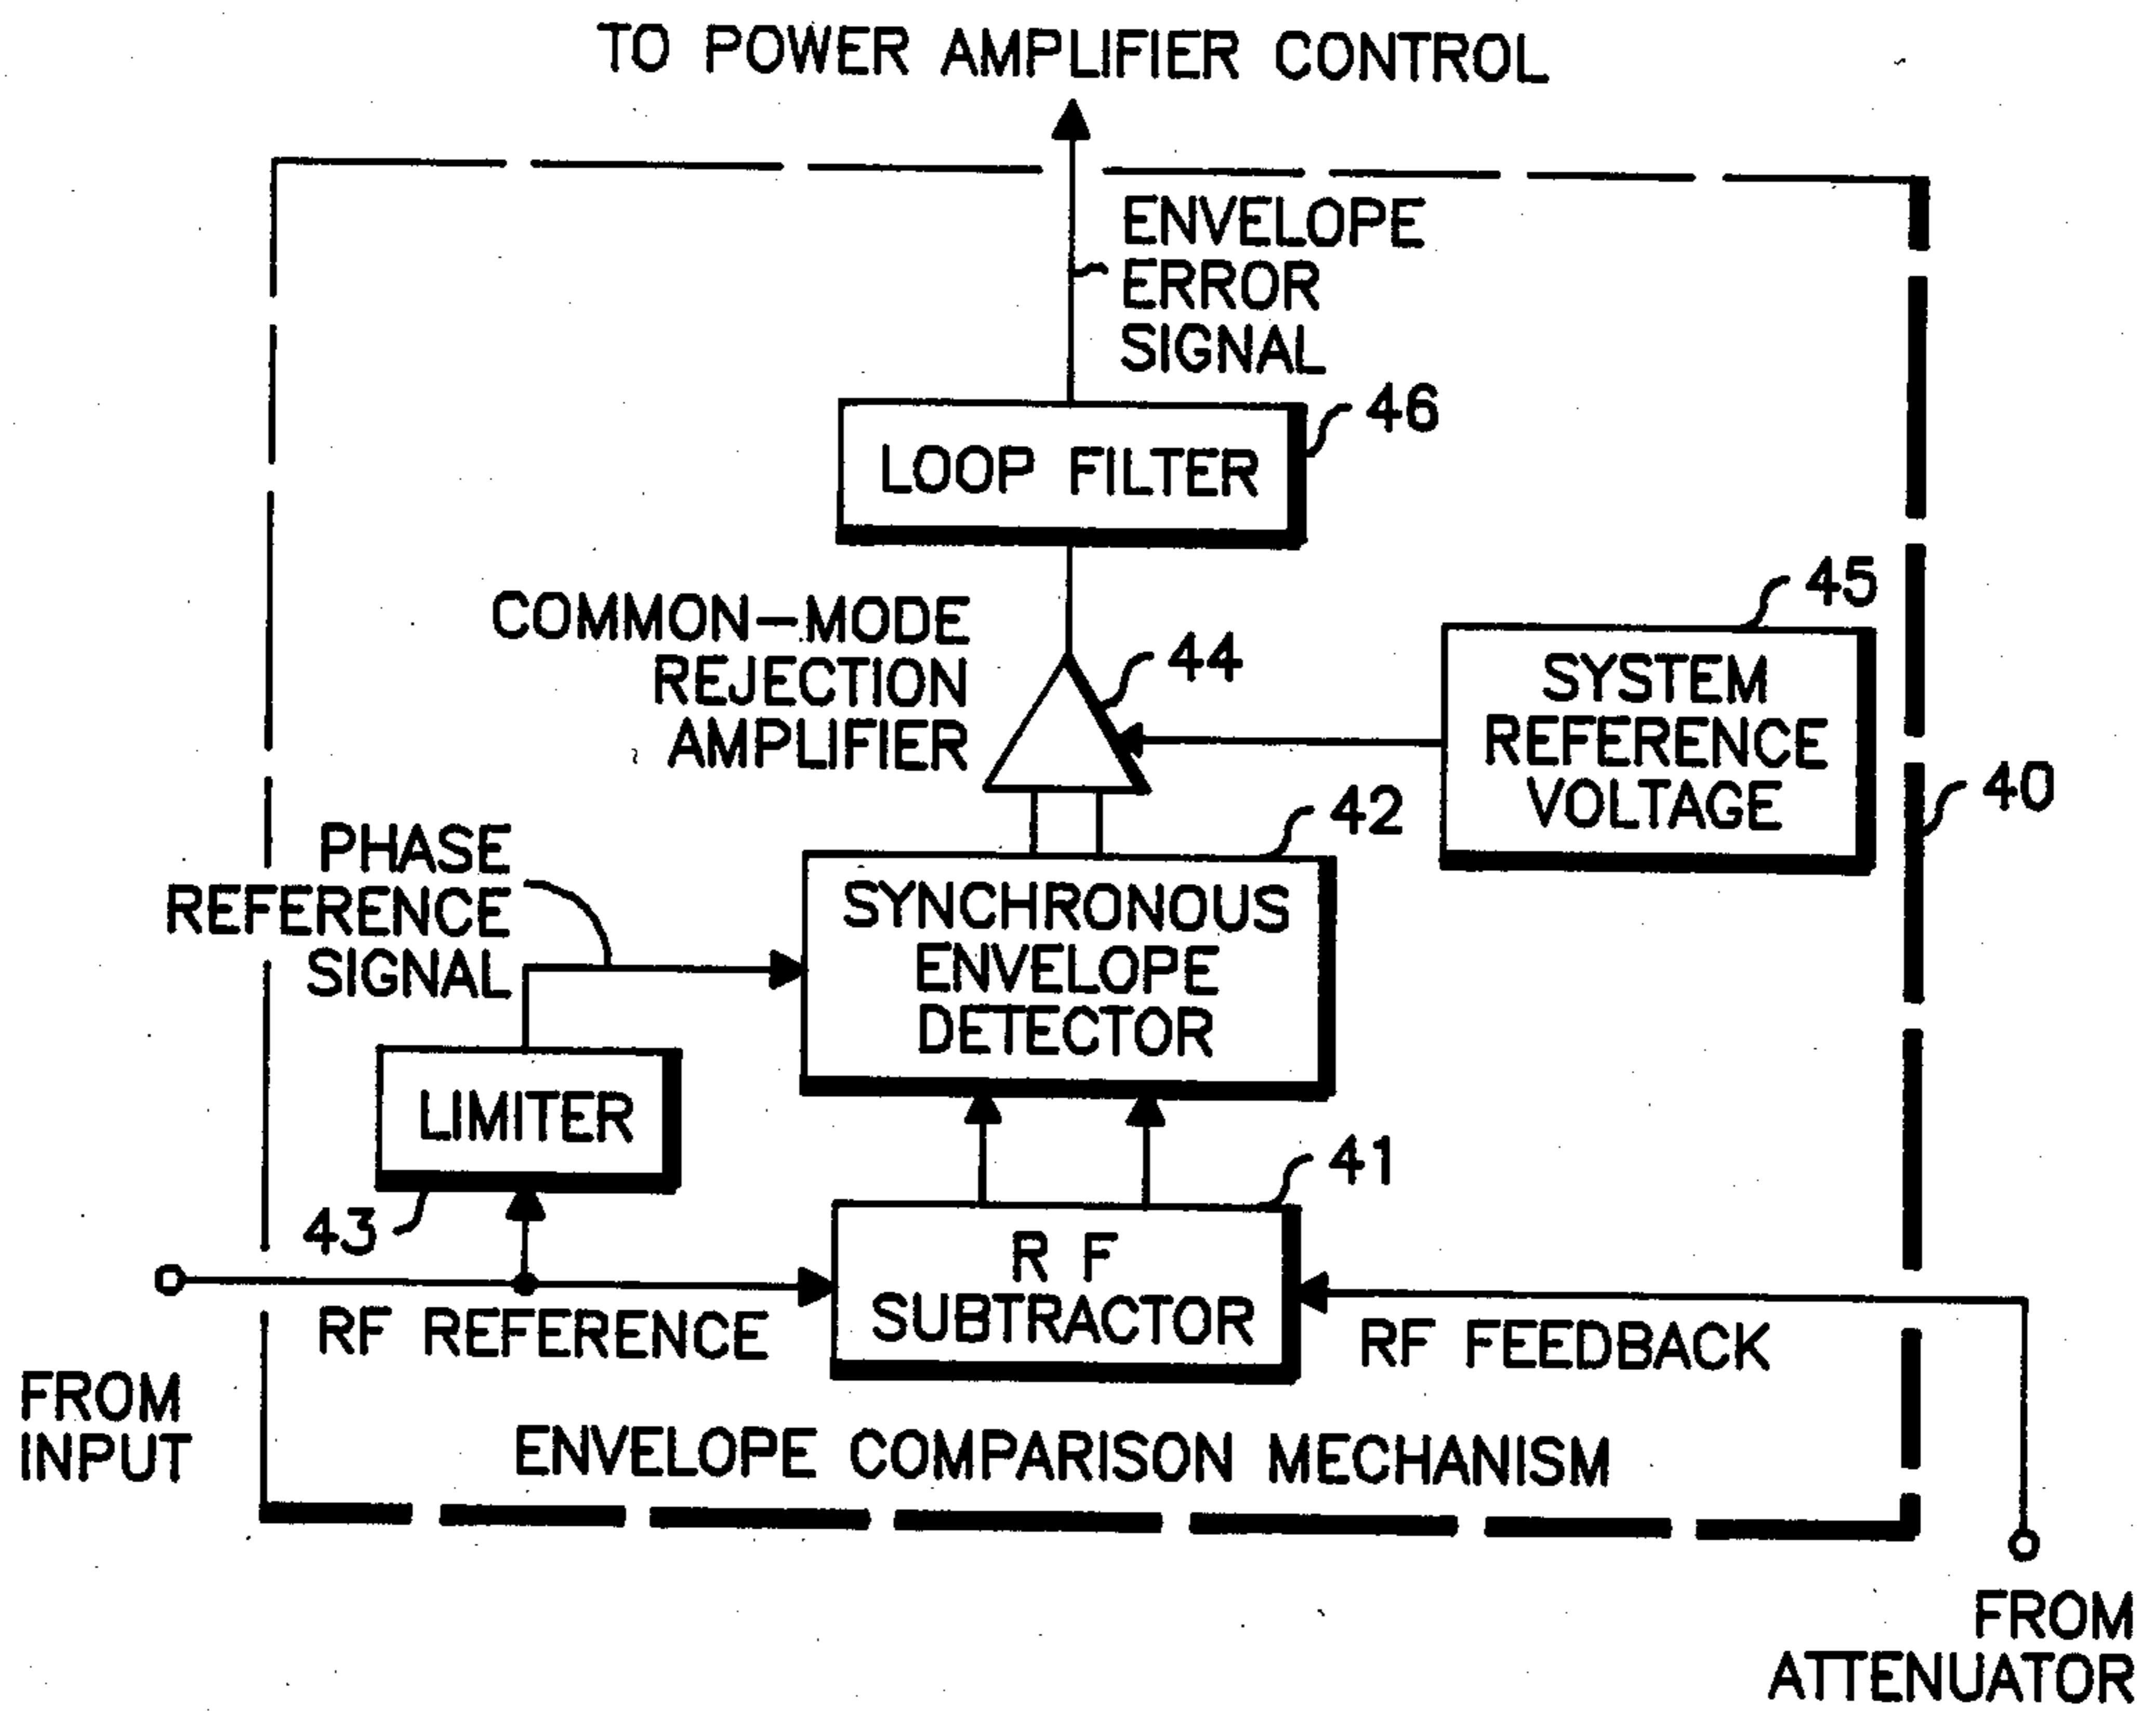 TO POWER AMPLIFIER CONTROL
ENVELOPE
ERROR
SIGNAL
46
LOOP FILTER
45
COMMON-MODE
REJECTION
AMPLIFIER
44
SYSTEM
REFERENCE
VOLTAGE
40
42
PHASE
REFERENCE
SIGNAL
SYNCHRONOUS
ENVELOPE
DETECTOR
LIMITER
43
41
R F
SUBTRACTOR
RF REFERENCE
RF FEEDBACK
FROM
INPUT
ENVELOPE COMPARISON MECHANISM
FROM
ATTENUATOR